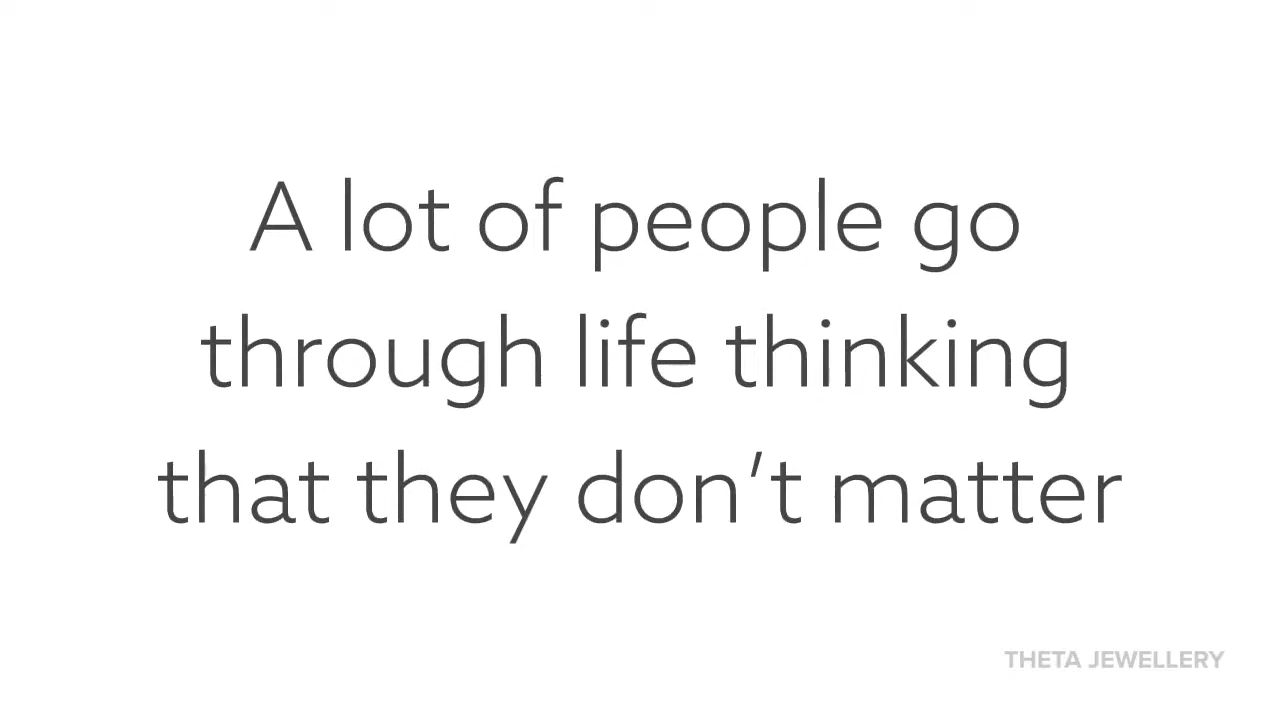 A lot of people go
through life thinking
that they don’t matter
THETA JEWELLERY